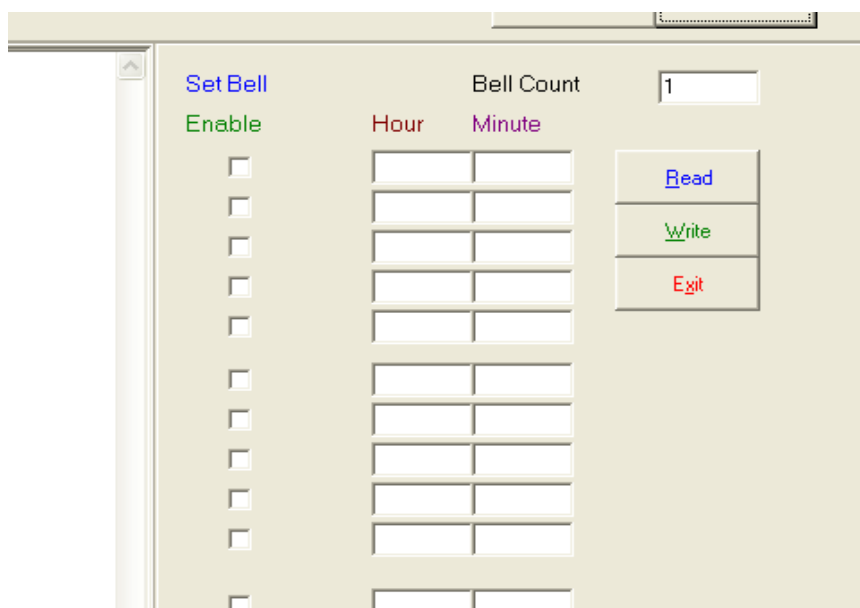 Set Bell Bell Count 1
Enable Hour Minute
Read
Write
Exit